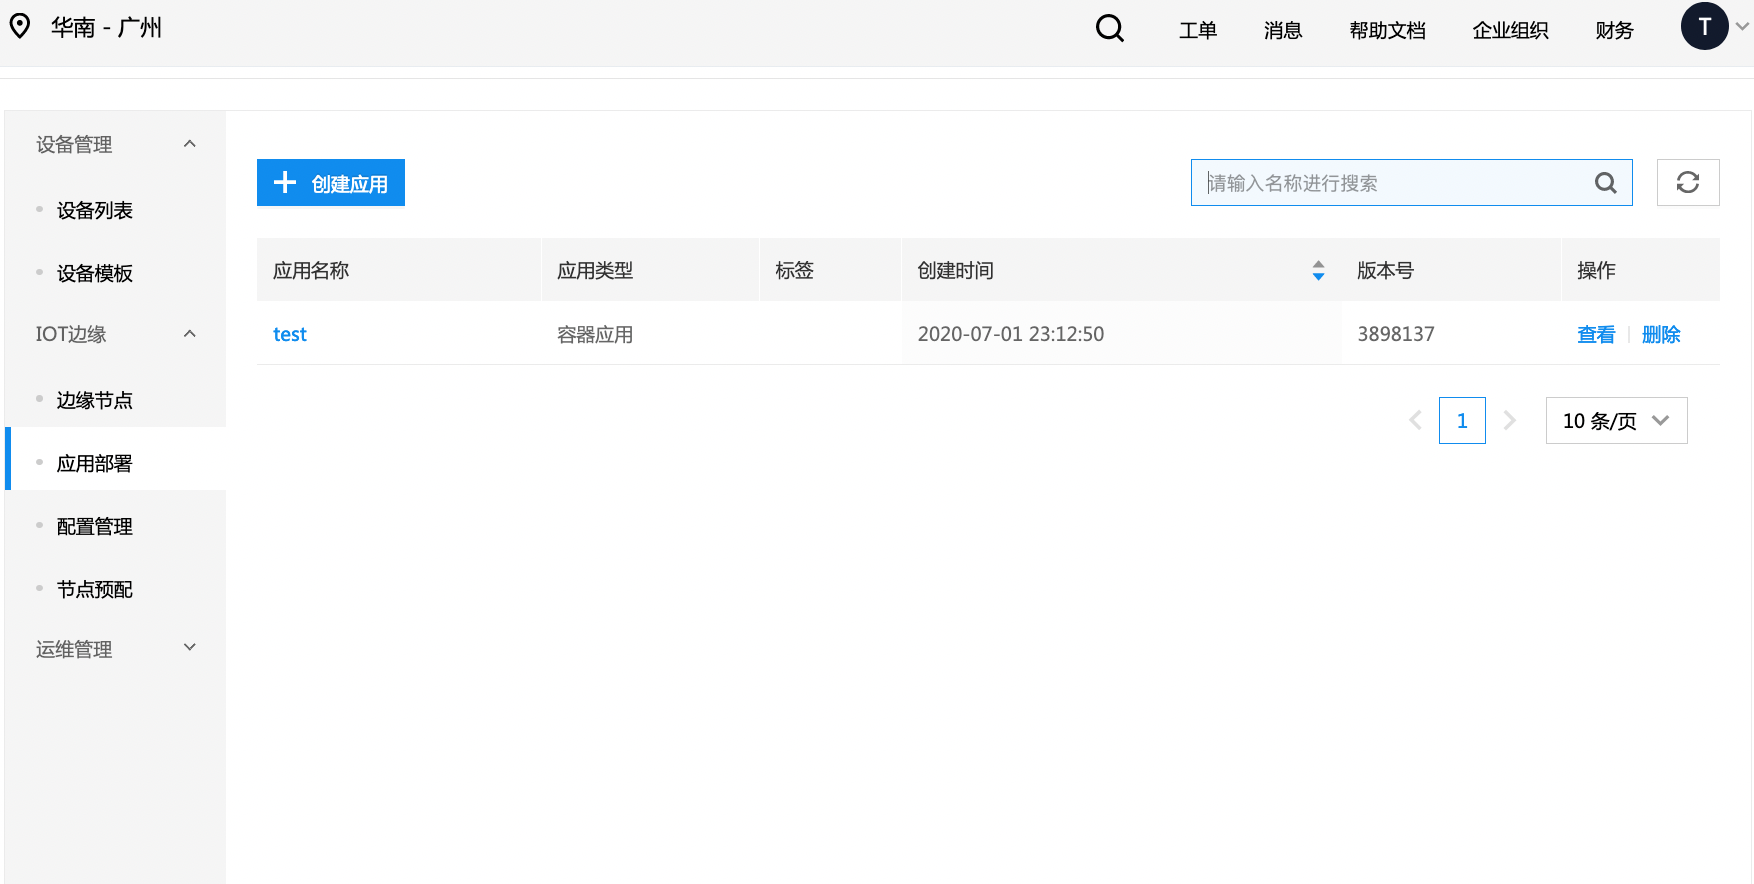 华南 - 广州
工单 消息 帮助文档 企业组织 财务 T
设备管理
设备列表
设备模板
IOT边缘
边缘节点
应用部署
配置管理
节点预配
运维管理
创建应用
请输入名称进行搜索
应用名称 应用类型 标签 创建时间 版本号 操作
test 容器应用 2020-07-01 23:12:50 3898137 查看 删除
1 10 条/页